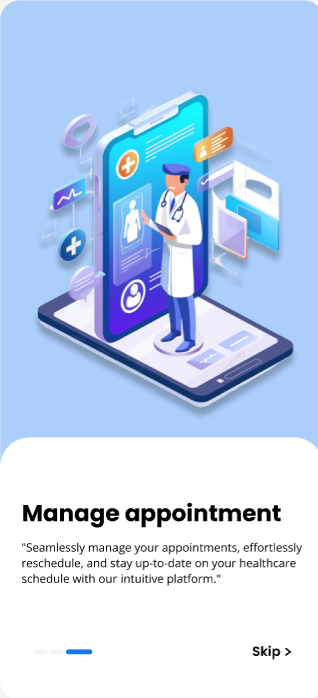 Manage appointment
"Seamlessly manage your appointments, effortlessly
reschedule, and stay up-to-date on your healthcare
schedule with our intuitive platform."
Skip >